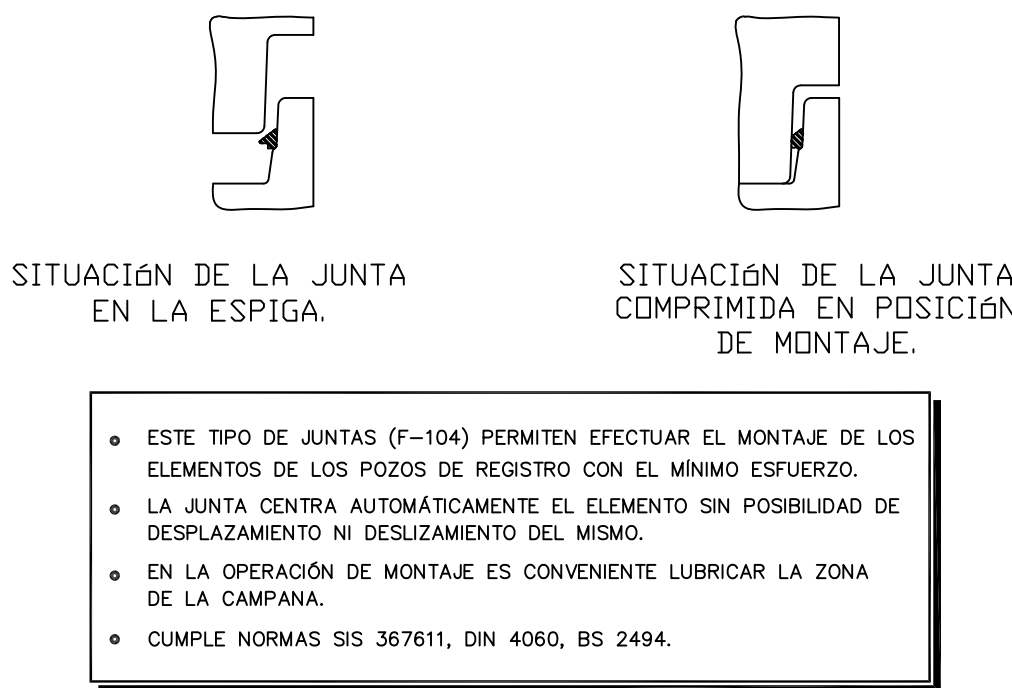 SITUACIóN DE LA JUNTA
EN LA ESPIGA.
SITUACIóN DE LA JUNTA
COMPRIMIDA EN POSICIóN
DE MONTAJE.
ESTE TIPO DE JUNTAS (F-104) PERMITEN EFECTUAR EL MONTAJE DE LOS
ELEMENTOS DE LOS POZOS DE REGISTRO CON EL MÍNIMO ESFUERZO.
LA JUNTA CENTRA AUTOMÁTICAMENTE EL ELEMENTO SIN POSIBILIDAD DE
DESPLAZAMIENTO NI DESLIZAMIENTO DEL MISMO.
EN LA OPERACIÓN DE MONTAJE ES CONVENIENTE LUBRICAR LA ZONA
DE LA CAMPANA.
CUMPLE NORMAS SIS 367611, DIN 4060, BS 2494.